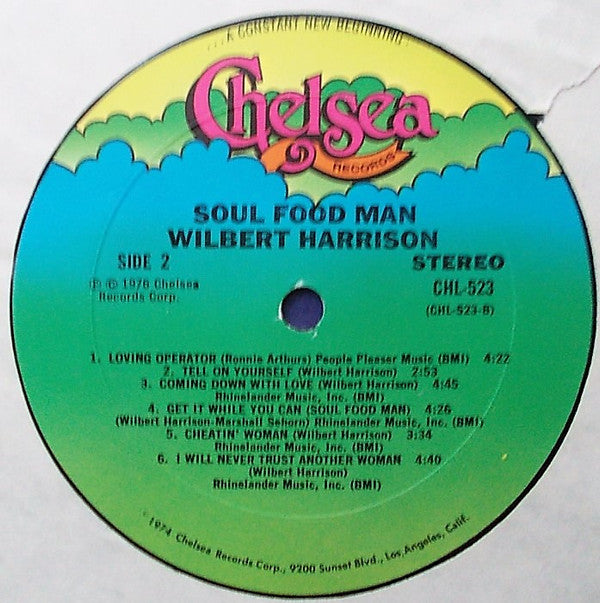 ...A CONSTANT NEW BEGINNING...
Chelsea
RECORDS
SOUL FOOD MAN
WILBERT HARRISON
SIDE 2
STEREO
Ⓟ © 1976 Chelsea
Records Corp.
CHL-523
(CHL-523-B)
1. LOVING OPERATOR (Ronnie Arthurs) People Pleaser Music (BMI) 4:22
2. TELL ON YOURSELF (Wilbert Harrison) 2:53
3. COMING DOWN WITH LOVE (Wilbert Harrison) 4:45
Rhinelander Music, Inc. (BMI)
4. GET IT WHILE YOU CAN (SOUL FOOD MAN) 4:26
(Wilbert Harrison-Marshall Sehorn) Rhinelander Music, Inc. (BMI)
5. CHEATIN' WOMAN (Wilbert Harrison) 3:34
Rhinelander Music, Inc. (BMI)
6. I WILL NEVER TRUST ANOTHER WOMAN 4:40
(Wilbert Harrison)
Rhinelander Music, Inc. (BMI)
©1974 Chelsea Records Corp., 9200 Sunset Blvd., Los Angeles, Calif.